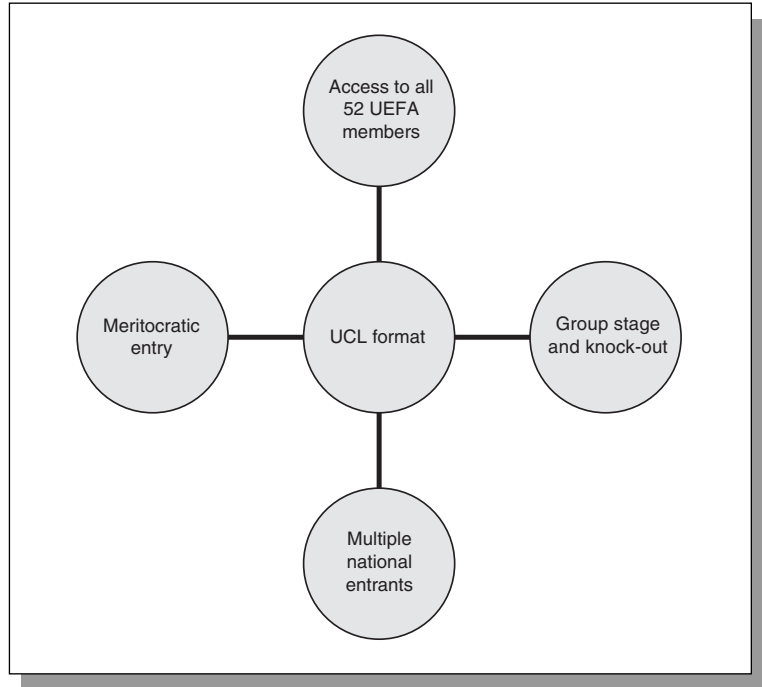 Access to all
52 UEFA
members
Meritocratic
entry
UCL format
Group stage
and knock-out
Multiple
national
entrants